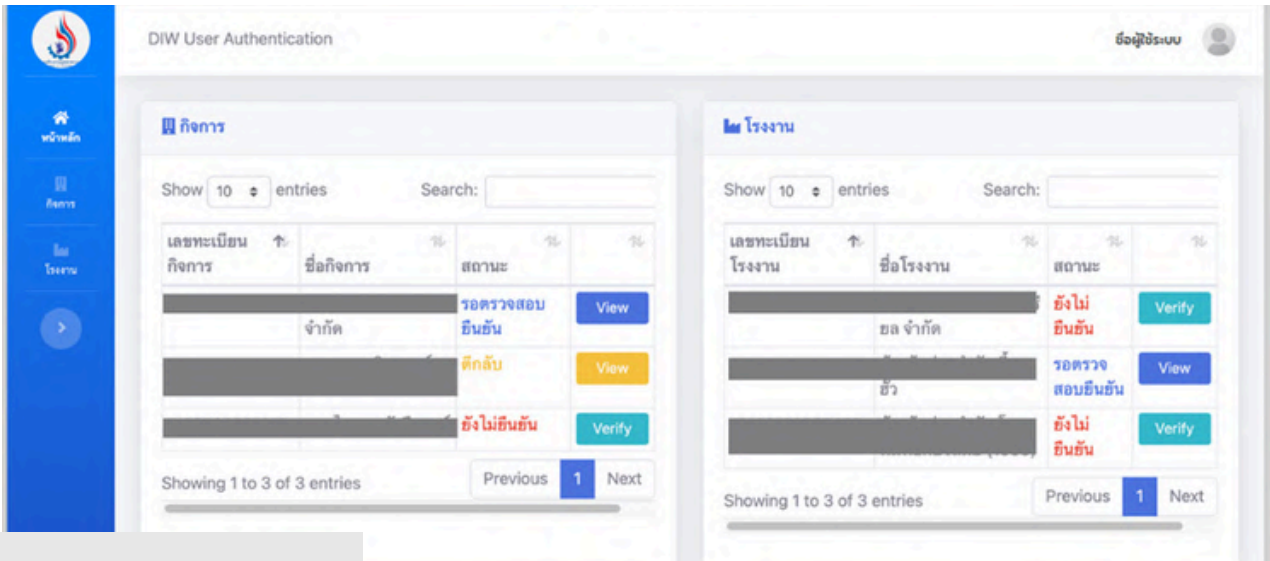 DIW User Authentication
ชื่อผู้ใช้ระบบ
หน้าหลัก
กิจการ
โรงงาน
กิจการ
Show 10 entries Search:
เลขทะเบียน
กิจการ ชื่อกิจการ สถานะ
รอตรวจสอบ View
จำกัด ยืนยัน
ตีกลับ View
ยังไม่ยืนยัน Verify
Showing 1 to 3 of 3 entries Previous 1 Next
โรงงาน
Show 10 entries Search:
เลขทะเบียน
โรงงาน ชื่อโรงงาน สถานะ
ยังไม่ Verify
ยล จำกัด ยืนยัน
รอตรวจ View
ฮัว สอบยืนยัน
ยังไม่ Verify
ยืนยัน
Showing 1 to 3 of 3 entries Previous 1 Next